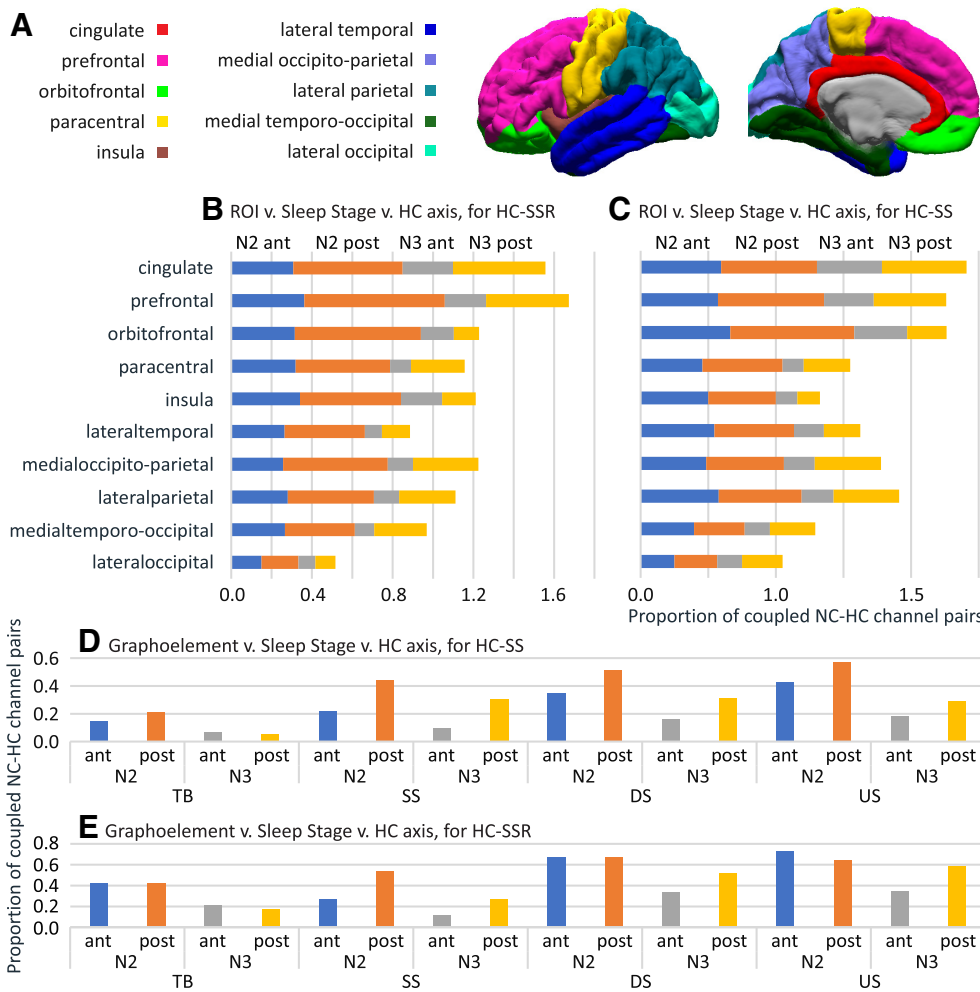 A
cingulate
prefrontal
orbitofrontal
paracentral
insula
lateral temporal
medial occipito-parietal
lateral parietal
medial temporo-occipital
lateral occipital
B ROI v. Sleep Stage v. HC axis, for HC-SSR
N2 ant N2 post N3 ant N3 post
cingulate
prefrontal
orbitofrontal
paracentral
insula
lateraltemporal
medialoccipito-parietal
lateralparietal
medialtemporo-occipital
lateraloccipital
0.0 0.4 0.8 1.2 1.6
C ROI v. Sleep Stage v. HC axis, for HC-SS
N2 ant N2 post N3 ant N3 post
0.0 1.0 1.5
Proportion of coupled NC-HC channel pairs
Proportion of coupled NC-HC channel pairs
D Graphoelement v. Sleep Stage v. HC axis, for HC-SS
0.6
0.4
0.2
0.0
ant post ant post ant post ant post ant post ant post ant post ant post
N2 N3 N2 N3 N2 N3 N2 N3
TB SS DS US
E Graphoelement v. Sleep Stage v. HC axis, for HC-SSR
0.8
0.6
0.4
0.2
0.0
ant post ant post ant post ant post ant post ant post ant post ant post
N2 N3 N2 N3 N2 N3 N2 N3
TB SS DS US